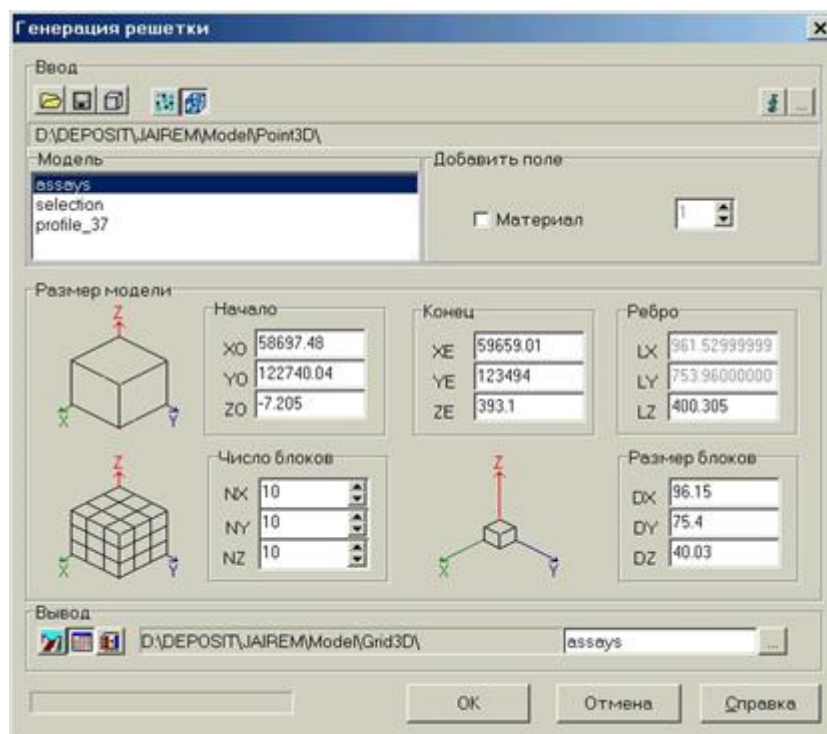 Генерация решетки
Ввод
...
D:\DEPOSIT\JAIREM\Model\Point3D\
Модель
Добавить поле
assays
selection
profile_37
Материал 1
Размер модели
Начало
Конец
Ребро
Z
X
Y
X0 58697.48
XE 59659.01
LX 961.52999999
Y0 122740.04
YE 123494
LY 753.96000000
Z0 -7.205
ZE 393.1
LZ 400.305
Число блоков
Размер блоков
Z
X
Y
NX 10
NY 10
NZ 10
Z
X
Y
DX 96.15
DY 75.4
DZ 40.03
Вывод
D:\DEPOSIT\JAIREM\Model\Grid3D\ assays ...
OK Отмена Справка